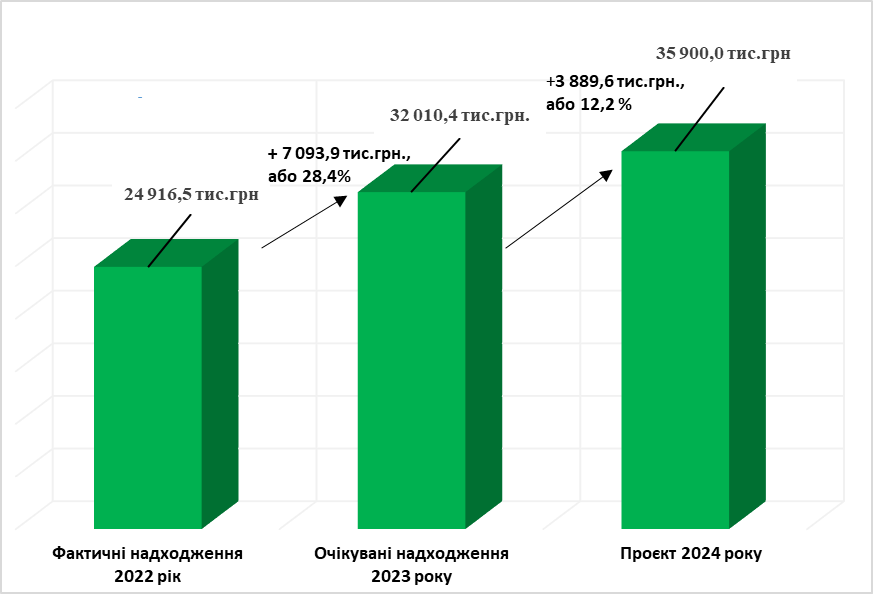 35 900,0 тис.грн
+3 889,6 тис.грн.,
або 12,2 %
32 010,4 тис.грн.
+ 7 093,9 тис.грн.,
або 28,4%
24 916,5 тис.грн
Фактичні надходження
2022 рік
Очікувані надходження
2023 року
Проєкт 2024 року